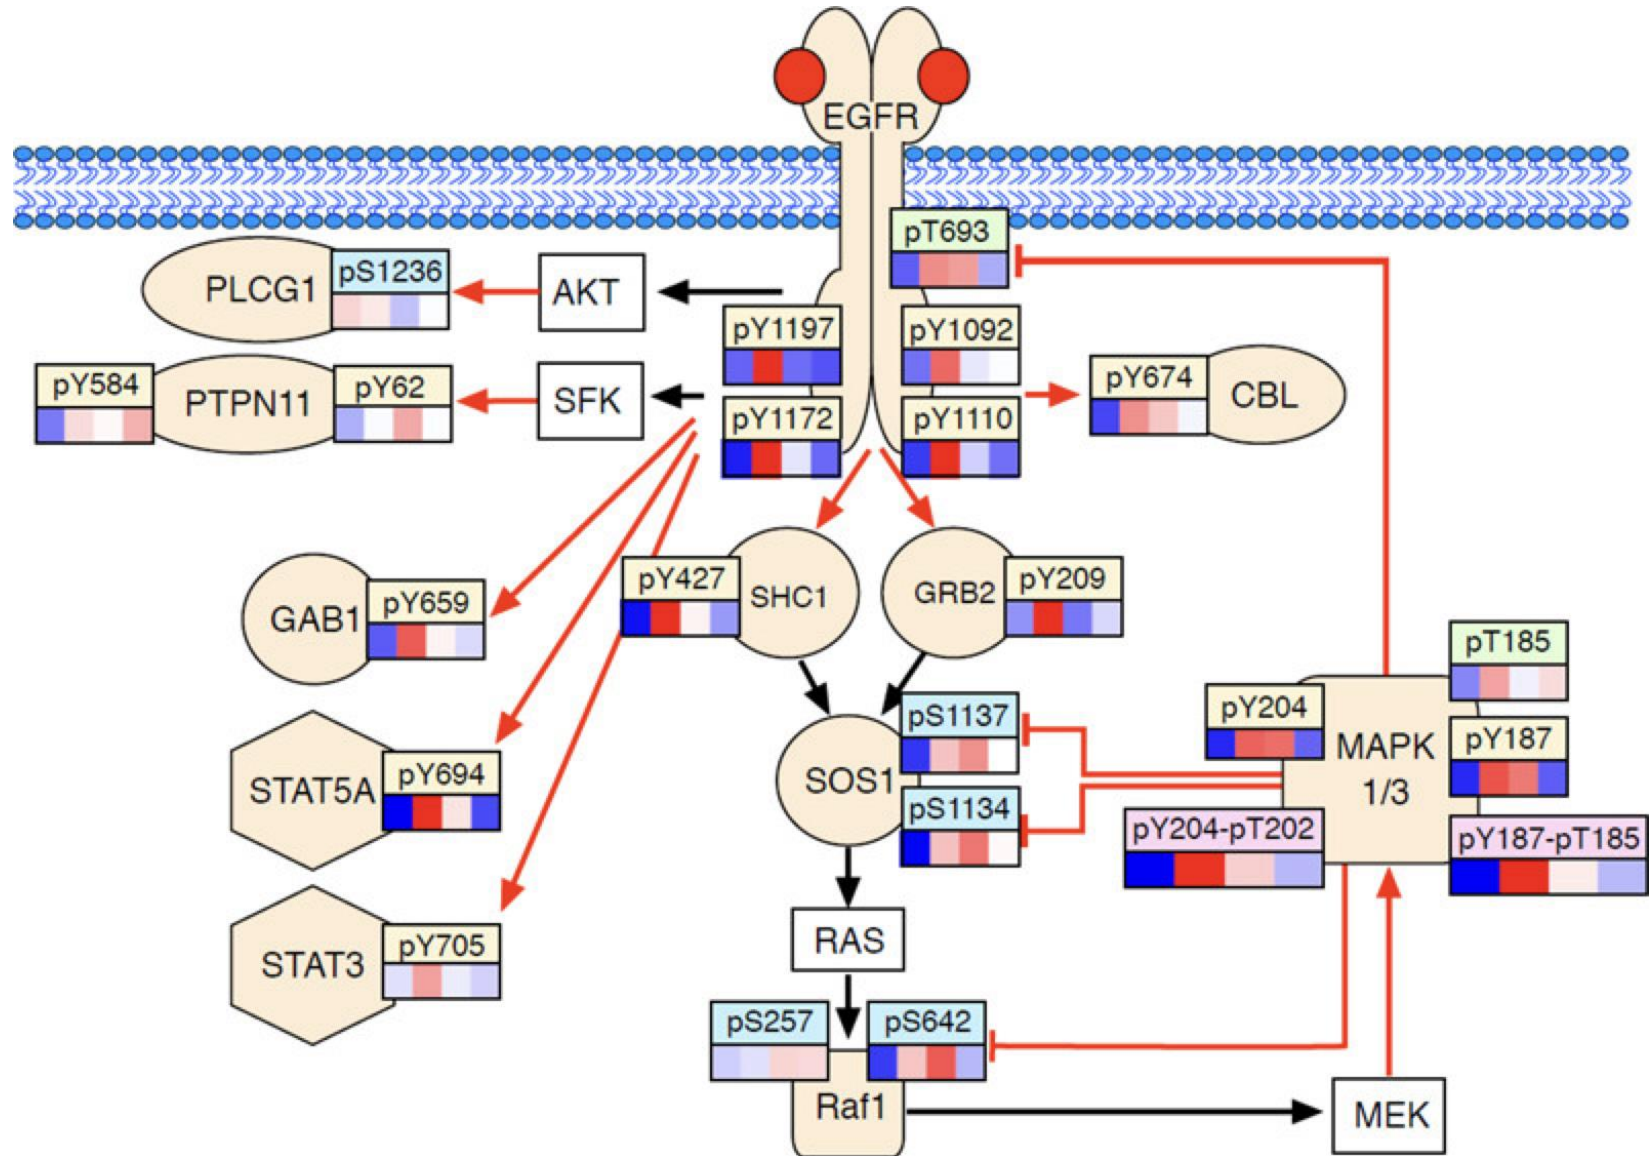 EGFR
pT693
PLCG1
pS1236
AKT
pY1197
pY1092
pY584
PTPN11
pY62
SFK
pY1172
pY1110
pY674
CBL
GAB1
pY659
pY427
SHC1
GRB2
pY209
STAT5A
pY694
SOS1
pS1137
pS1134
pY204
MAPK
1/3
pT185
pY187
pY204-pT202
pY187-pT185
STAT3
pY705
RAS
pS257
pS642
Raf1
MEK